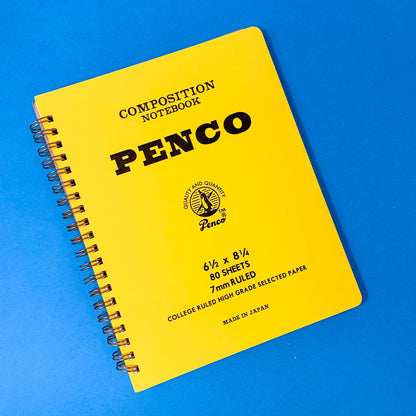 COMPOSITION
NOTEBOOK
PENCO
QUALITY AND QUANTITY
Penco
6½ x 8¼
80 SHEETS
7mm RULED
COLLEGE RULED HIGH GRADE SELECTED PAPER
MADE IN JAPAN